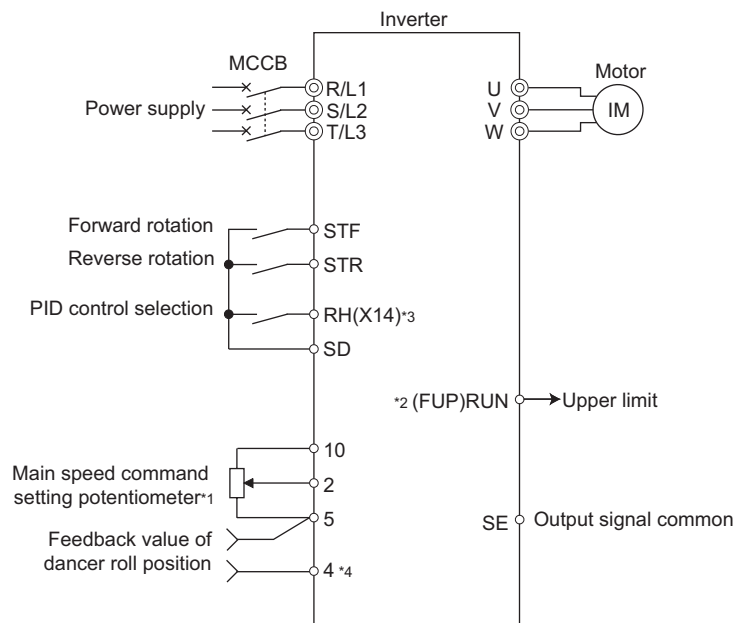 Inverter
MCCB
Power supply
R/L1
S/L2
T/L3
U
V
W
Motor
IM
Forward rotation
STF
Reverse rotation
STR
PID control selection
RH(X14)*3
SD
*2 (FUP)RUN
Upper limit
10
Main speed command
setting potentiometer*1
2
5
SE
Output signal common
Feedback value of
dancer roll position
4 *4